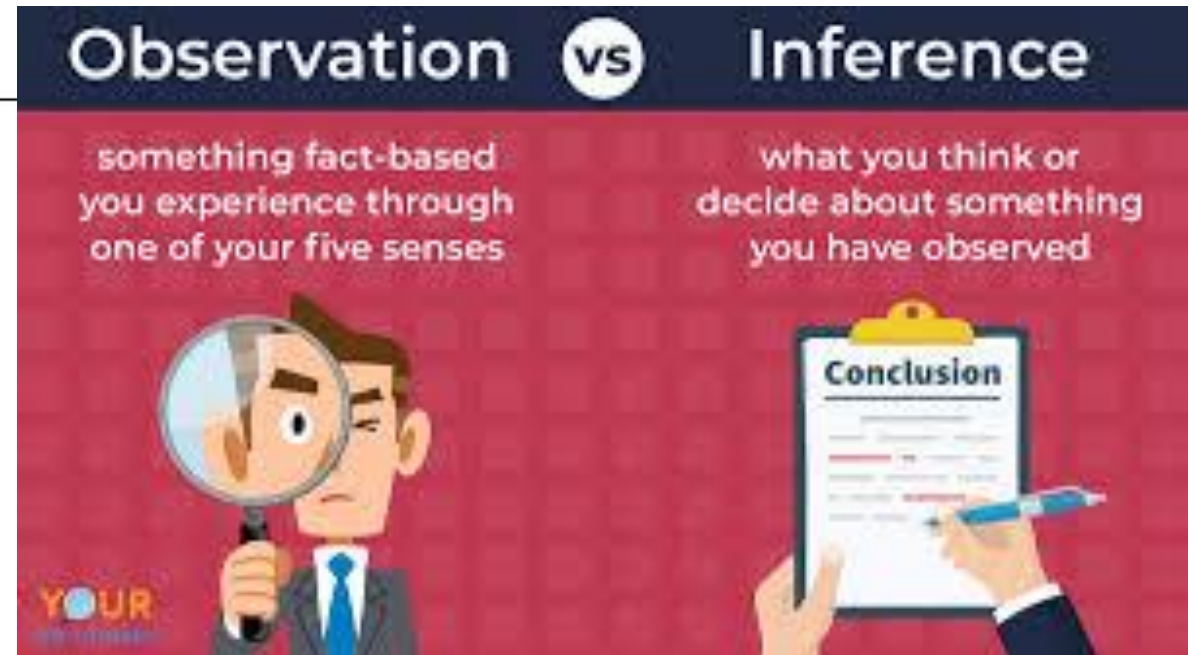 Observation vs Inference
something fact-based
you experience through
one of your five senses
what you think or
decide about something
you have observed
Conclusion
YOUR